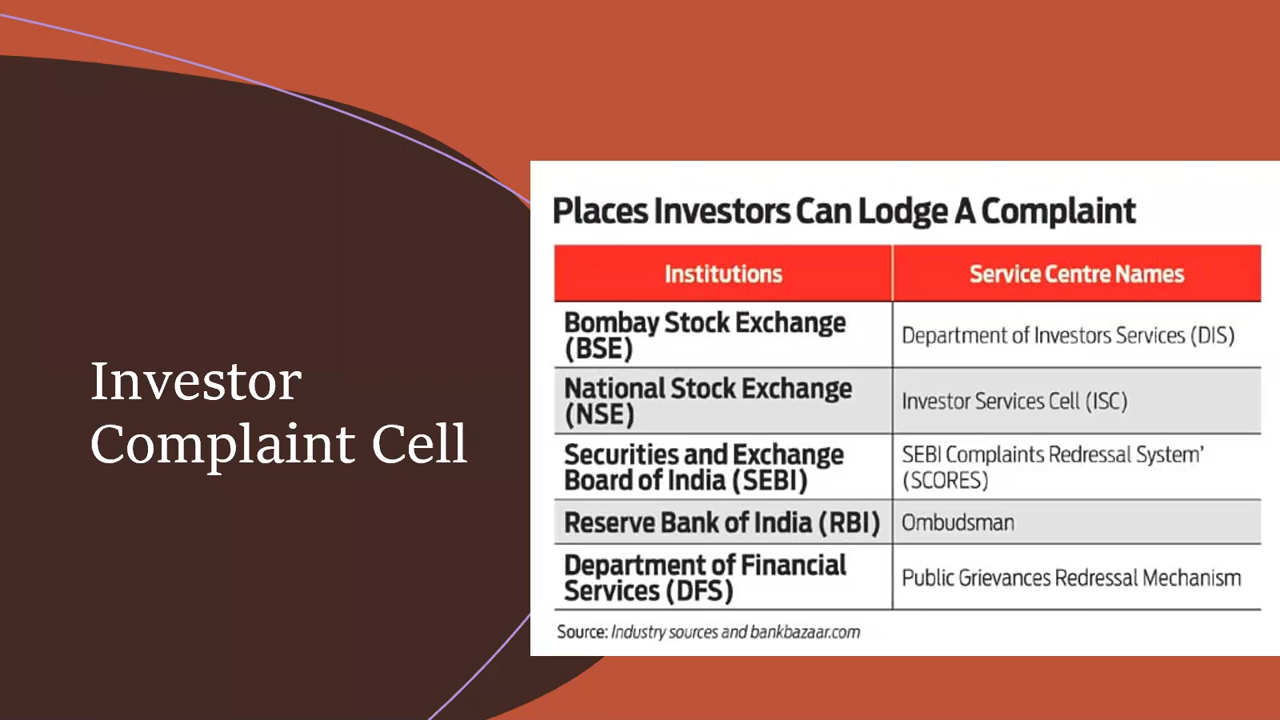 Investor
Complaint Cell
Places Investors Can Lodge A Complaint
Institutions
Service Centre Names
Bombay Stock Exchange
(BSE)
Department of Investors Services (DIS)
National Stock Exchange
(NSE)
Investor Services Cell (ISC)
Securities and Exchange
Board of India (SEBI)
SEBI Complaints Redressal System’
(SCORES)
Reserve Bank of India (RBI)
Ombudsman
Department of Financial
Services (DFS)
Public Grievances Redressal Mechanism
Source: Industry sources and bankbazaar.com